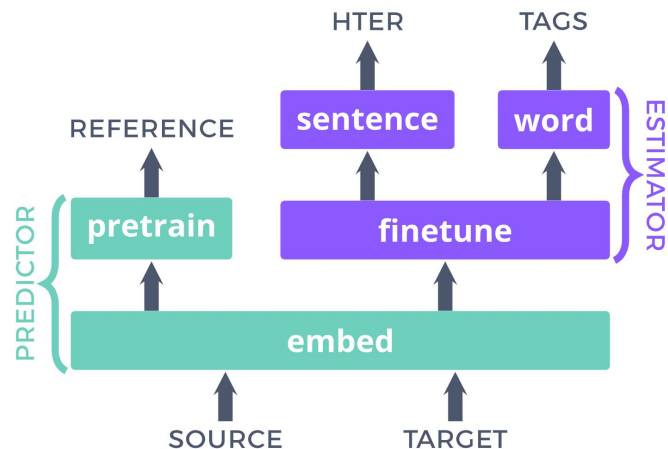 HTER
TAGS
sentence
word
REFERENCE
ESTIMATOR
pretrain
finetune
PREDICTOR
embed
SOURCE
TARGET